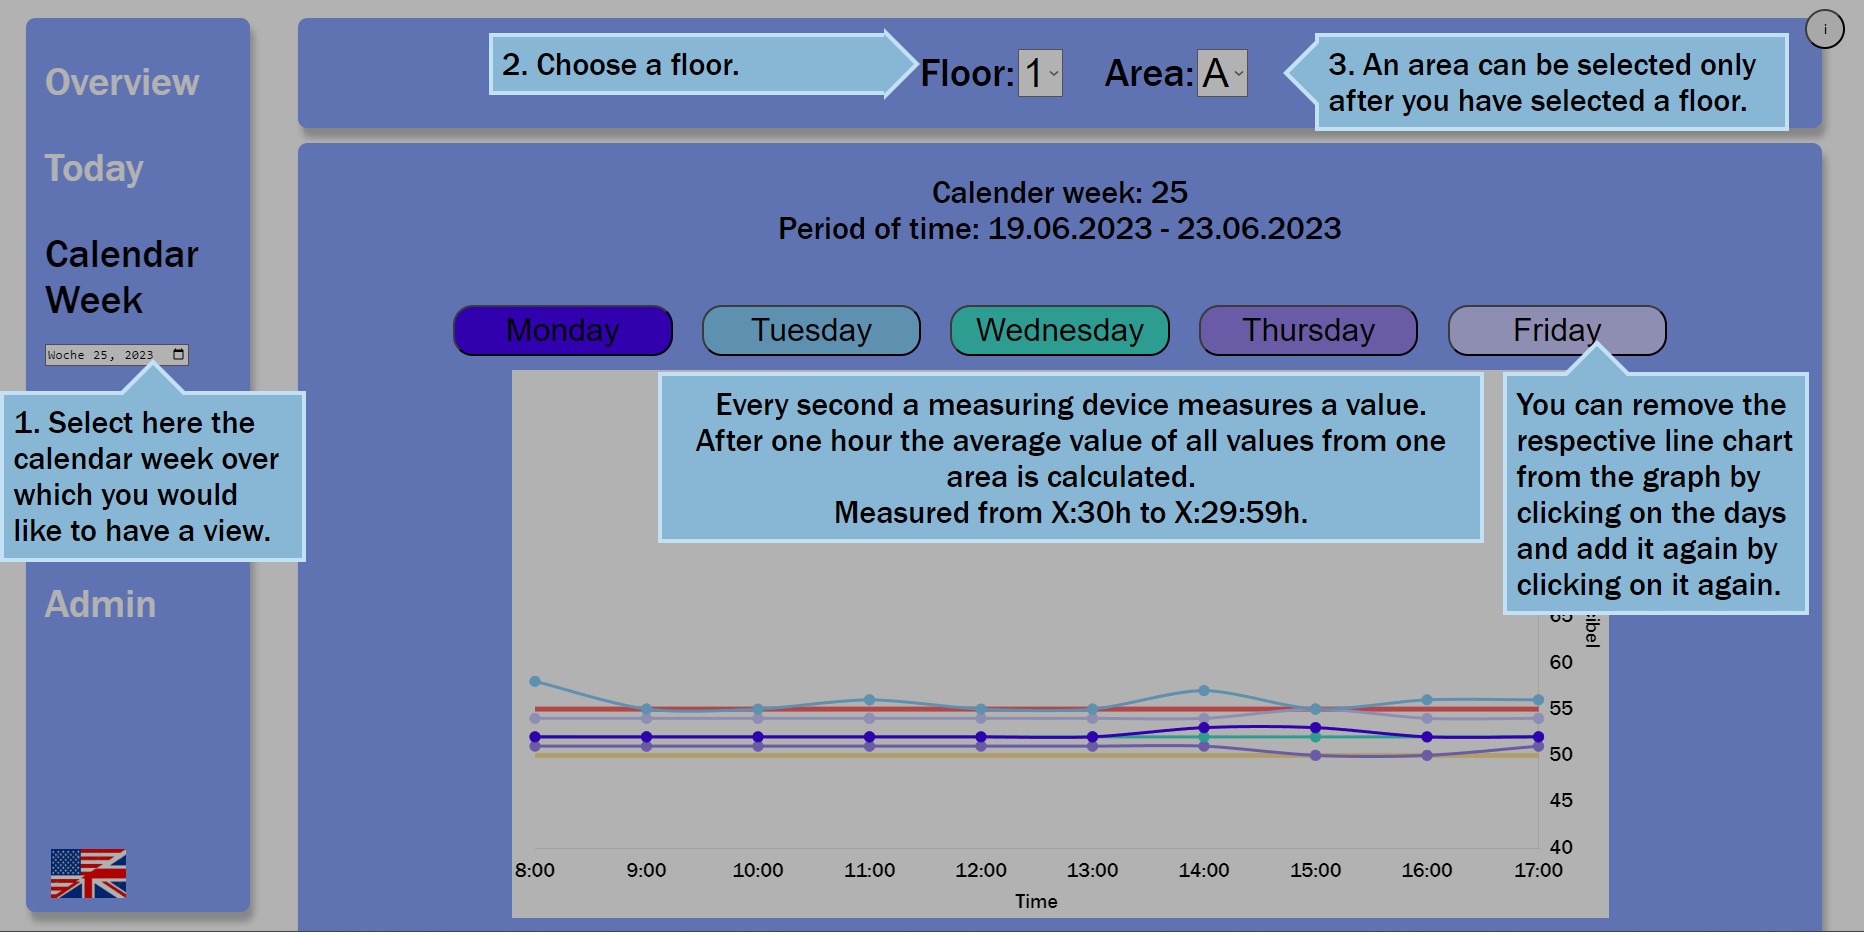 i
Overview
Today
Calendar
Week
Woche 25, 2023
1. Select here the
calendar week over
which you would
like to have a view.
Admin
2. Choose a floor.
Floor: 1
Area: A
3. An area can be selected only
after you have selected a floor.
Calender week: 25
Period of time: 19.06.2023 - 23.06.2023
Monday
Tuesday
Wednesday
Thursday
Friday
Every second a measuring device measures a value.
After one hour the average value of all values from one
area is calculated.
Measured from X:30h to X:29:59h.
You can remove the
respective line chart
from the graph by
clicking on the days
and add it again by
clicking on it again.
65
60
55
50
45
40
8:00 9:00 10:00 11:00 12:00 13:00 14:00 15:00 16:00 17:00
Time